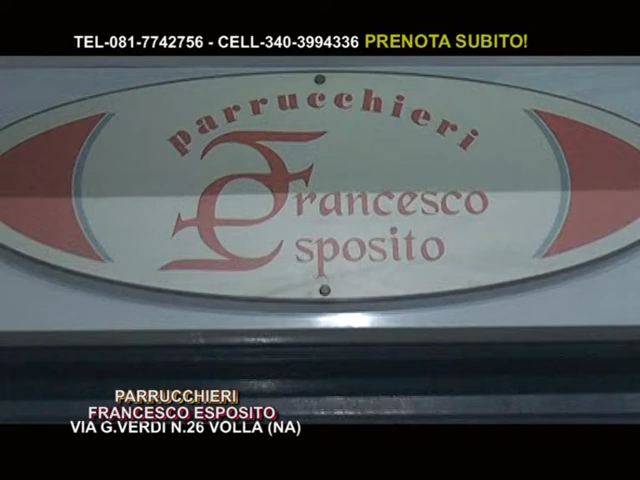 TEL-081-7742756 - CELL-340-3994336 PRENOTA SUBITO!
parrucchieri
Francesco
Esposito
PARRUCCHIERI
FRANCESCO ESPOSITO
VIA G.VERDI N.26 VOLLA (NA)